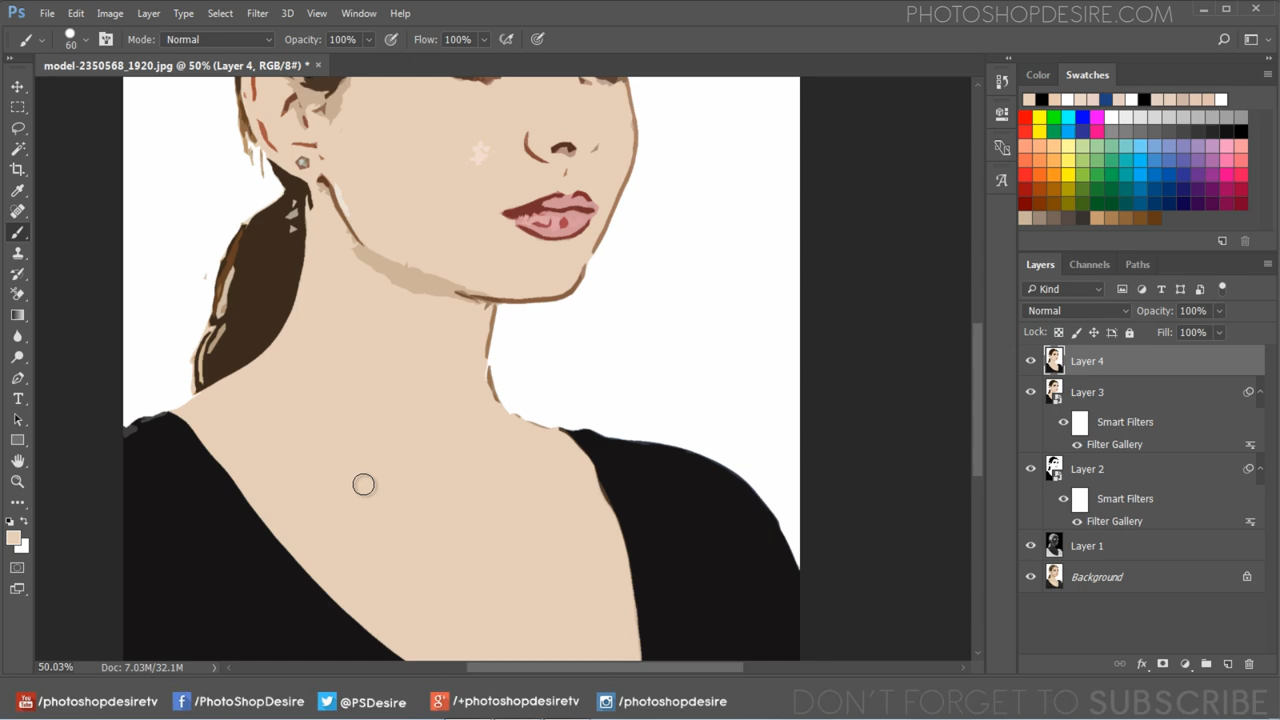 PHOTOSHOPDESIRE.COM
Ps File Edit Image Layer Type Select Filter 3D View Window Help
60 Mode: Normal Opacity: 100% Flow: 100%
model-2350568_1920.jpg @ 50% (Layer 4, RGB/8#) * ×
Color Swatches
Layers Channels Paths
Kind
Normal Opacity: 100%
Lock: Fill: 100%
Layer 4
Layer 3
Smart Filters
Filter Gallery
Layer 2
Smart Filters
Filter Gallery
Layer 1
Background
fx
50.03% Doc: 7.03M/32.1M
You Tube /photoshopdesiretv /PhotoShopDesire @PSDesire /+photoshopdesiretv /photoshopdesire
DON'T FORGET TO SUBSCRIBE